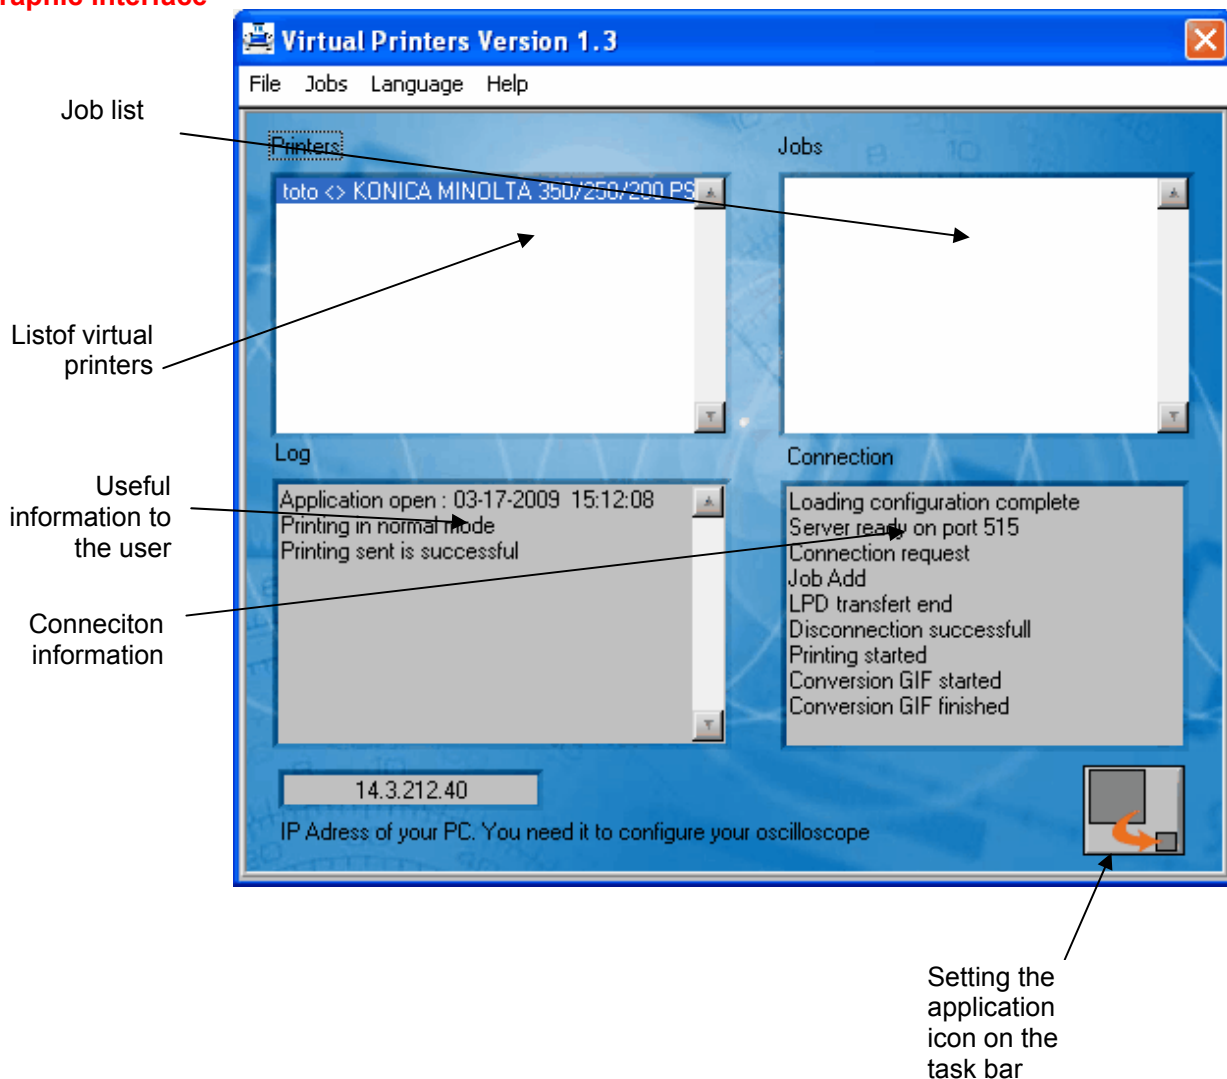 raphic interface
Virtual Printers Version 1.3
File Jobs Language Help
Job list
Printers
Jobs
toto <> KONICA MINOLTA 350/250/200 PS
Listof virtual
printers
Log
Connection
Useful
information to
the user
Application open : 03-17-2009 15:12:08
Printing in normal mode
Printing sent is successful
Loading configuration complete
Server ready on port 515
Connection request
Job Add
LPD transfert end
Disconnection successfull
Printing started
Conversion GIF started
Conversion GIF finished
Conneciton
information
14.3.212.40
IP Adress of your PC. You need it to configure your oscilloscope
Setting the
application
icon on the
task bar